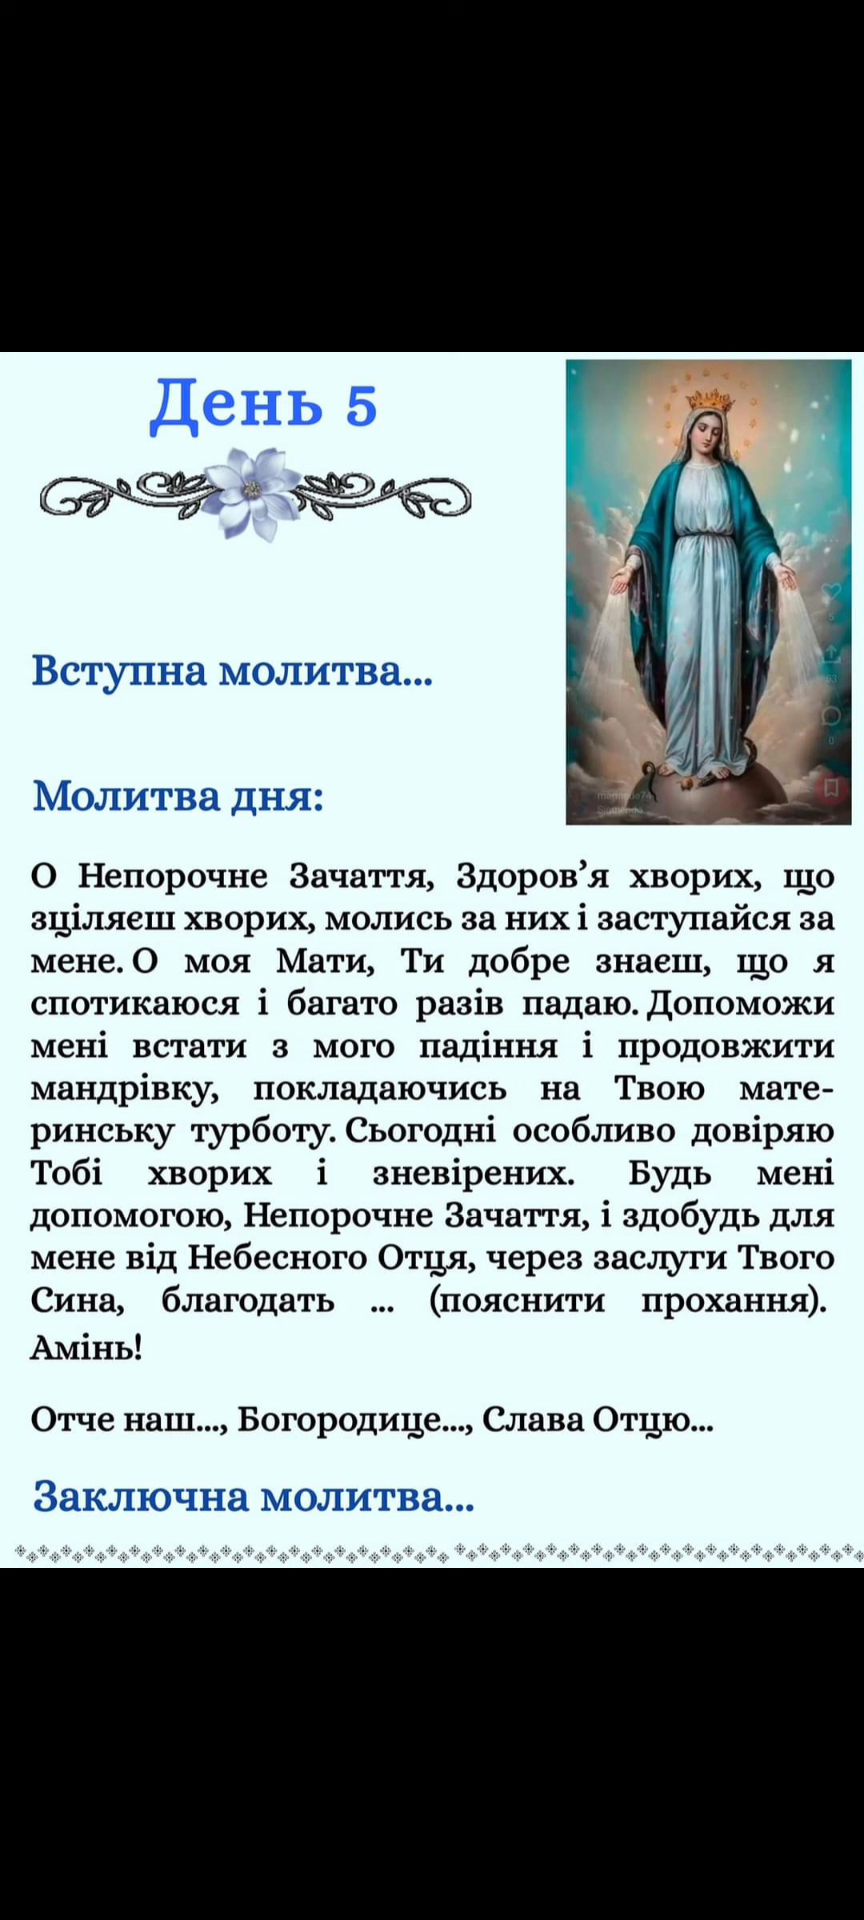 День 5
Вступна молитва...
Молитва дня:
О Непорочне Зачаття, Здоров’я хворих, що
зціляєш хворих, молись за них і заступайся за
мене. О моя Мати, Ти добре знаєш, що я
спотикаюся і багато разів падаю. Допоможи
мені встати з мого падіння і продовжити
мандрівку, покладаючись на Твою мате-
ринську турботу. Сьогодні особливо довіряю
Тобі хворих і зневірених. Будь мені
допомогою, Непорочне Зачаття, і здобудь для
мене від Небесного Отця, через заслуги Твого
Сина, благодать ... (пояснити прохання).
Амінь!
Отче наш..., Богородице..., Слава Отцю...
Заключна молитва...